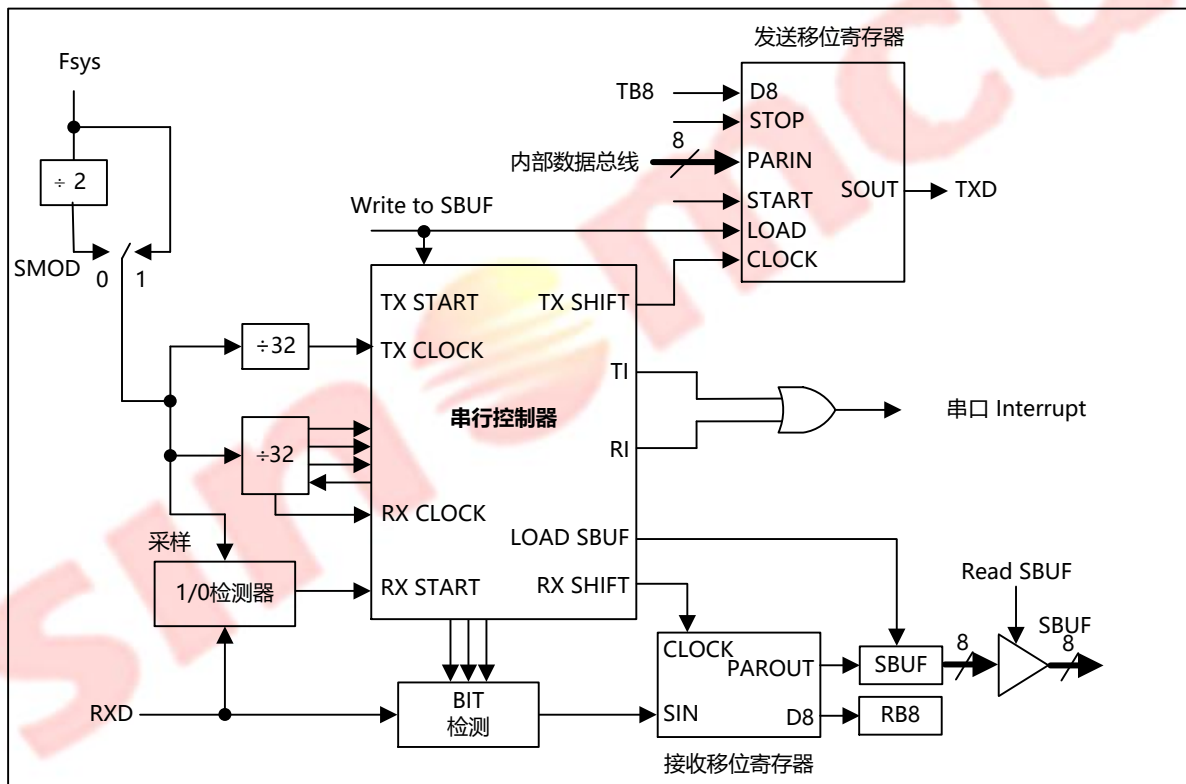 发送移位寄存器
Fsys
TB8
D8
STOP
8
内部数据总线
PARIN
÷ 2
SOUT
TXD
START
Write to SBUF
LOAD
CLOCK
SMOD
0
1
TX START
TX SHIFT
÷32
TX CLOCK
TI
串行控制器
串口 Interrupt
÷32
RI
RX CLOCK
采样
LOAD SBUF
1/0检测器
RX START
RX SHIFT
Read SBUF
CLOCK
SBUF
PAROUT
SBUF
8
8
RXD
BIT
检测
SIN
D8
RB8
接收移位寄存器
sinomcu